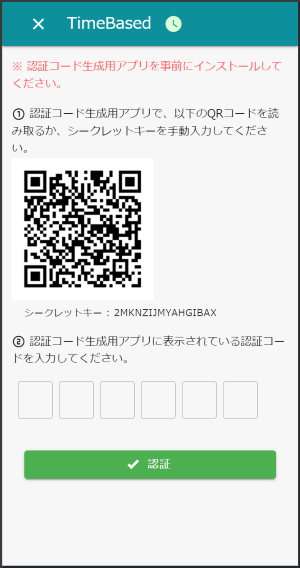 TimeBased
※ 認証コード生成用アプリを事前にインストールして
ください。
① 認証コード生成用アプリで、以下のQRコードを読
み取るか、シークレットキーを手動入力してくださ
い。
シークレットキー : 2MKNZIJMYAHGIBAX
② 認証コード生成用アプリに表示されている認証コー
ドを入力してください。
認証